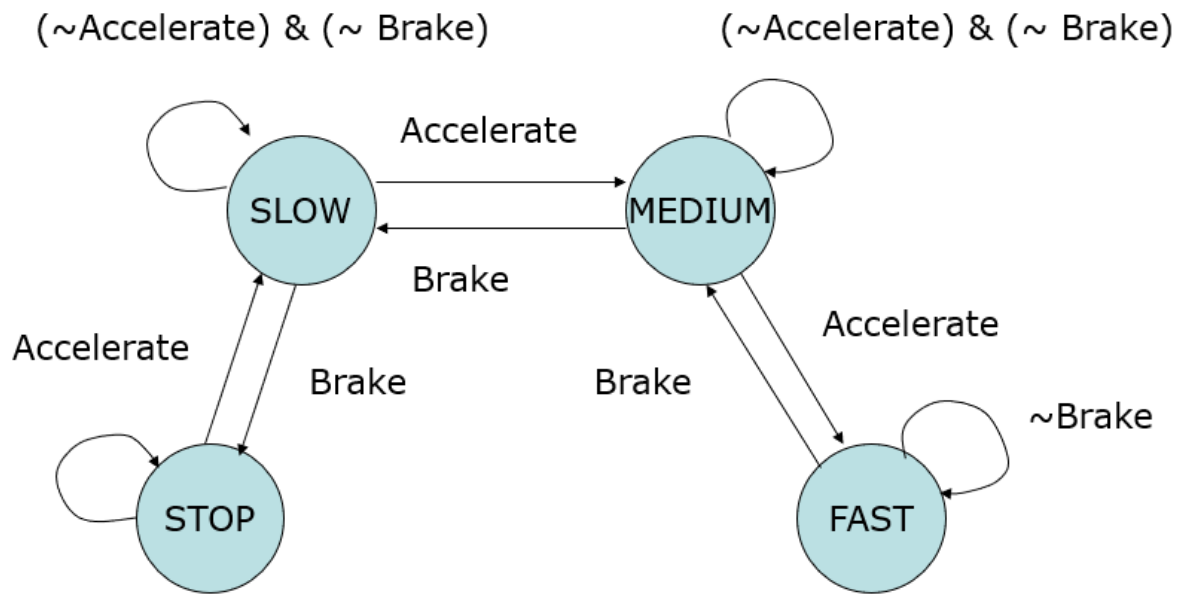 (~Accelerate) & (~ Brake)
(~Accelerate) & (~ Brake)
Accelerate
SLOW
MEDIUM
Brake
Accelerate
Accelerate
Brake
Brake
~Brake
STOP
FAST